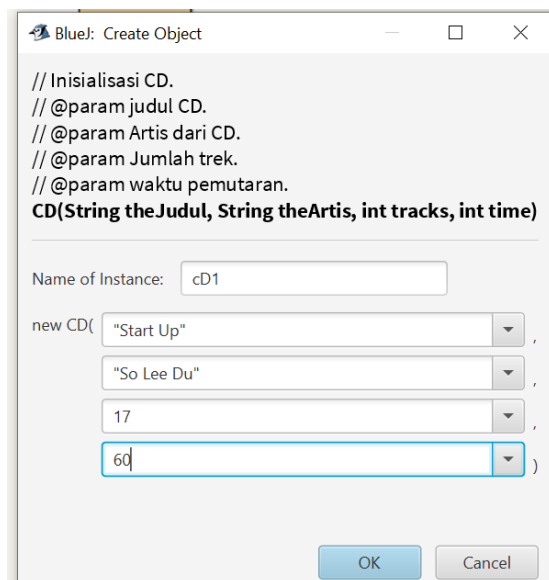 BlueJ: Create Object
// Inisialisasi CD.
// @param judul CD.
// @param Artis dari CD.
// @param Jumlah trek.
// @param waktu pemutaran.
CD(String theJudul, String theArtis, int tracks, int time)
Name of Instance: cD1
new CD( "Start Up" ,
"So Lee Du" ,
17 ,
60 )
OK Cancel